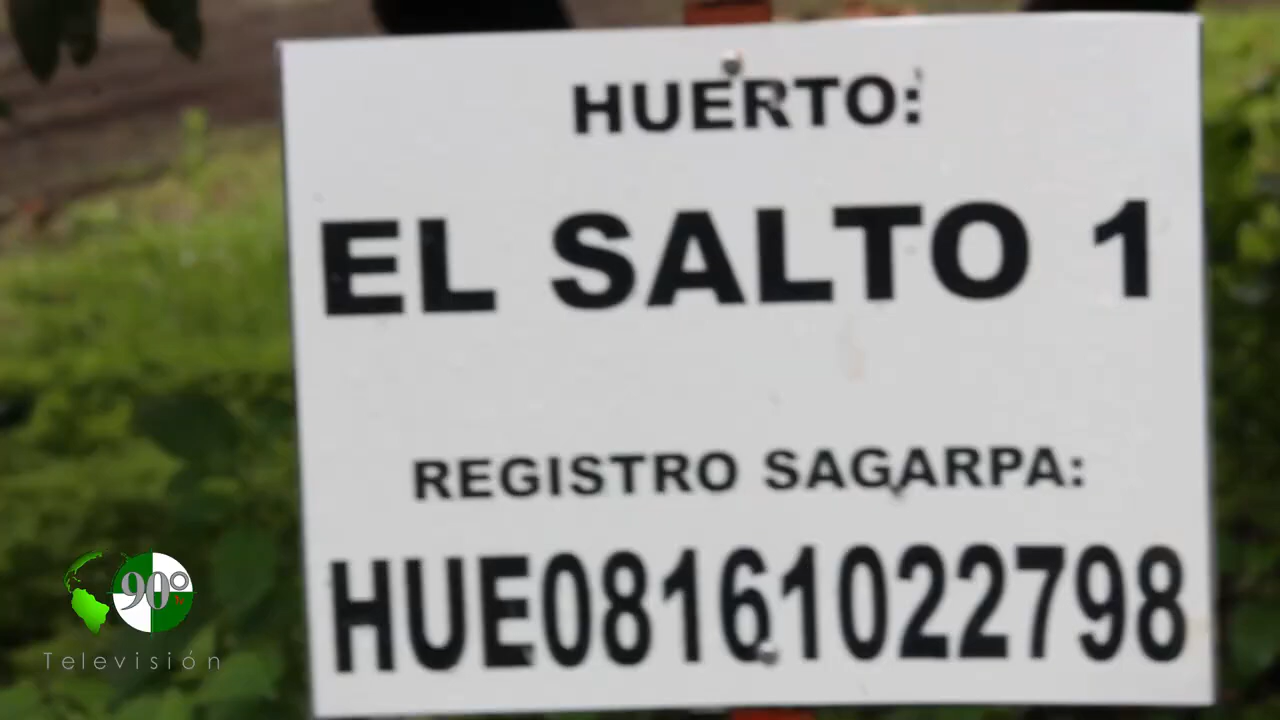 HUERTO:
EL SALTO 1
REGISTRO SAGARPA:
HUE08161022798
90°
Televisión